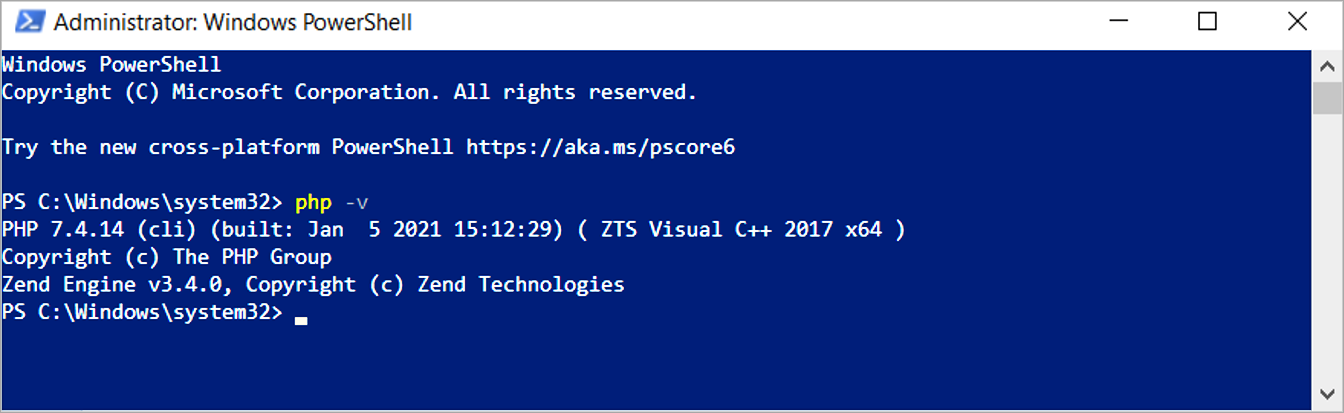 Administrator: Windows PowerShell
Windows PowerShell
Copyright (C) Microsoft Corporation. All rights reserved.
Try the new cross-platform PowerShell https://aka.ms/pscore6
PS C:\Windows\system32> php -v
PHP 7.4.14 (cli) (built: Jan  5 2021 15:12:29) ( ZTS Visual C++ 2017 x64 )
Copyright (c) The PHP Group
Zend Engine v3.4.0, Copyright (c) Zend Technologies
PS C:\Windows\system32>